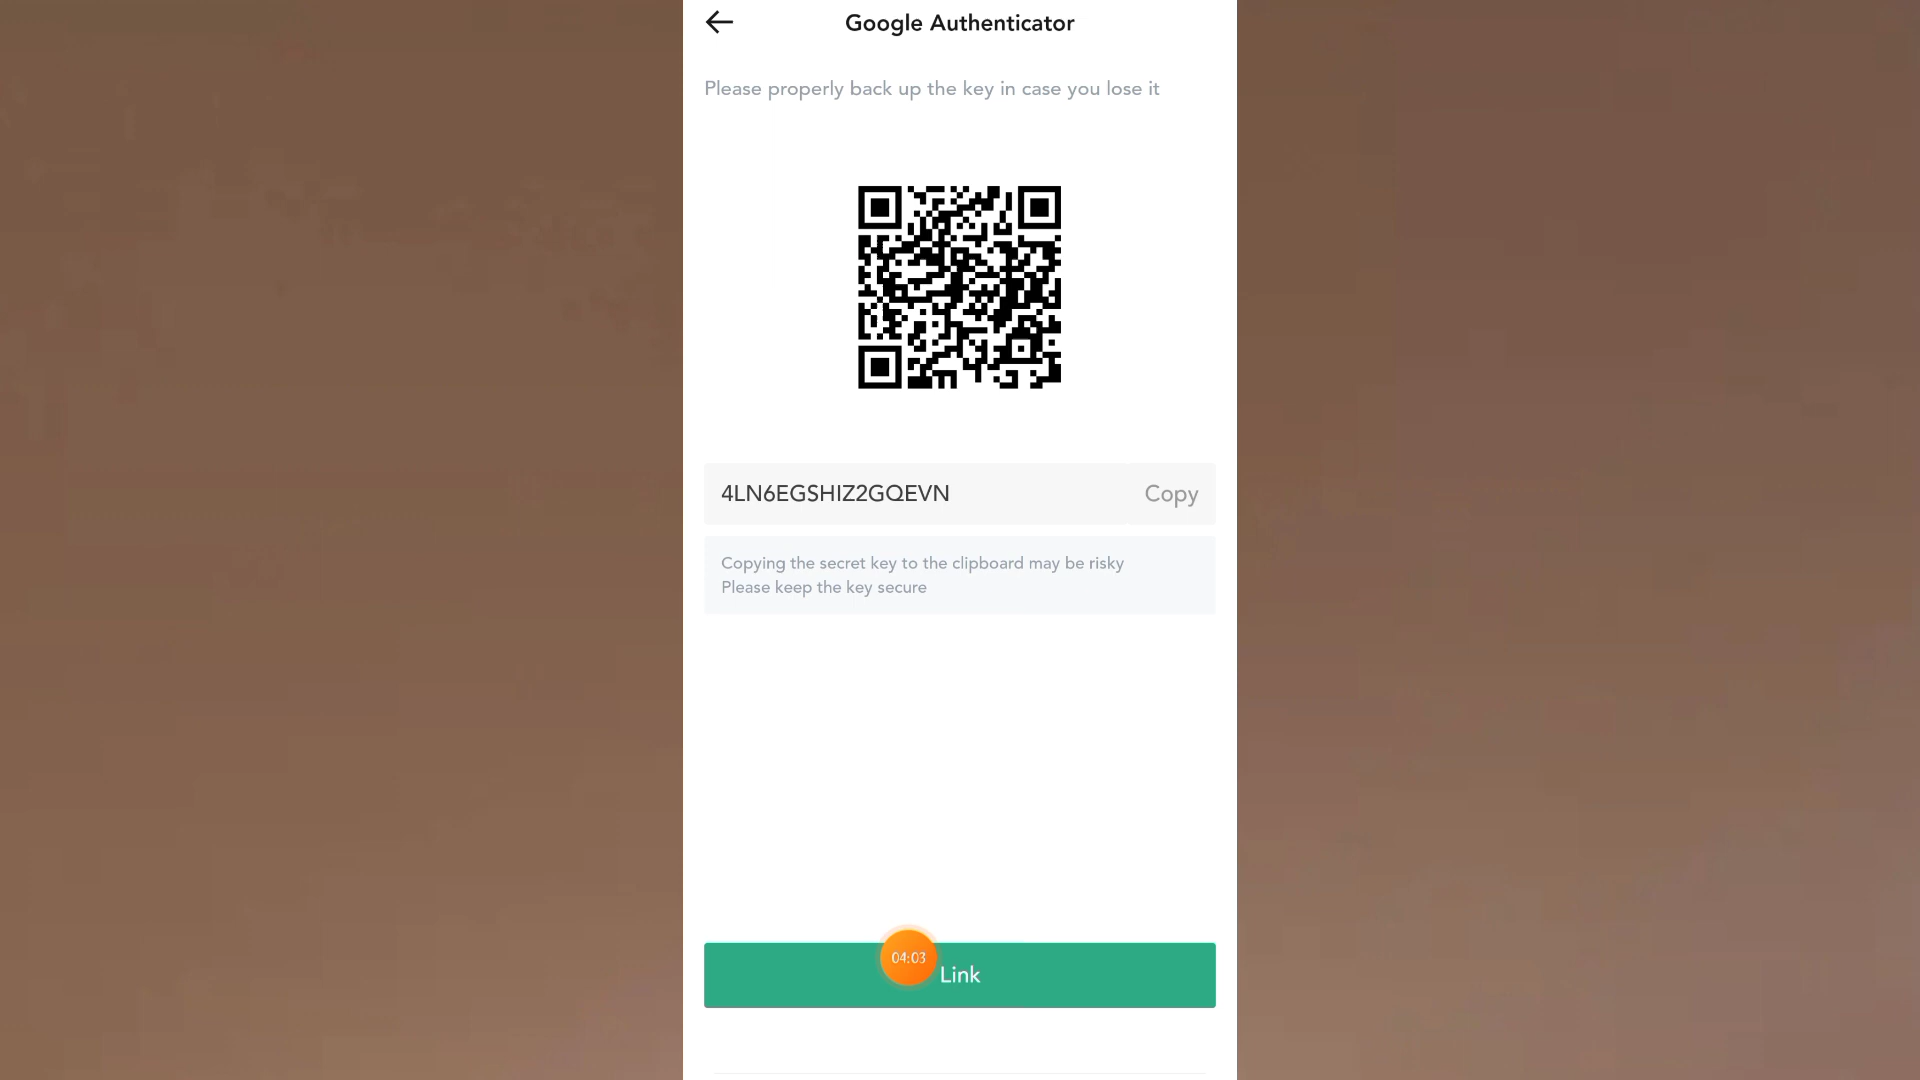 Google Authenticator
Please properly back up the key in case you lose it
4LN6EGSHIZ2GQEVN
Copy
Copying the secret key to the clipboard may be risky
Please keep the key secure
04:03
Link